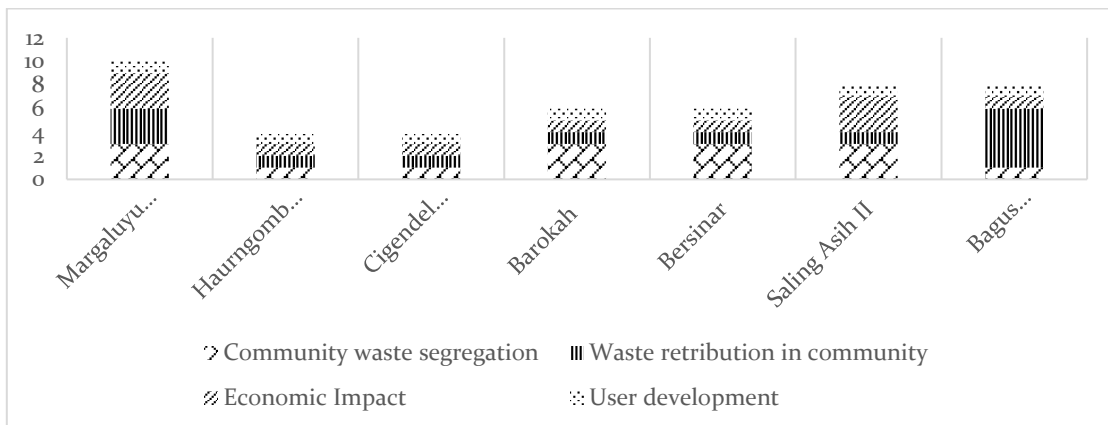 12
10
8
6
4
2
0
Margaluyu...
Haurngomb...
Cigendel...
Barokah
Bersinar
Saling Asih II
Bagus...
Community waste segregation
Waste retribution in community
Economic Impact
User development